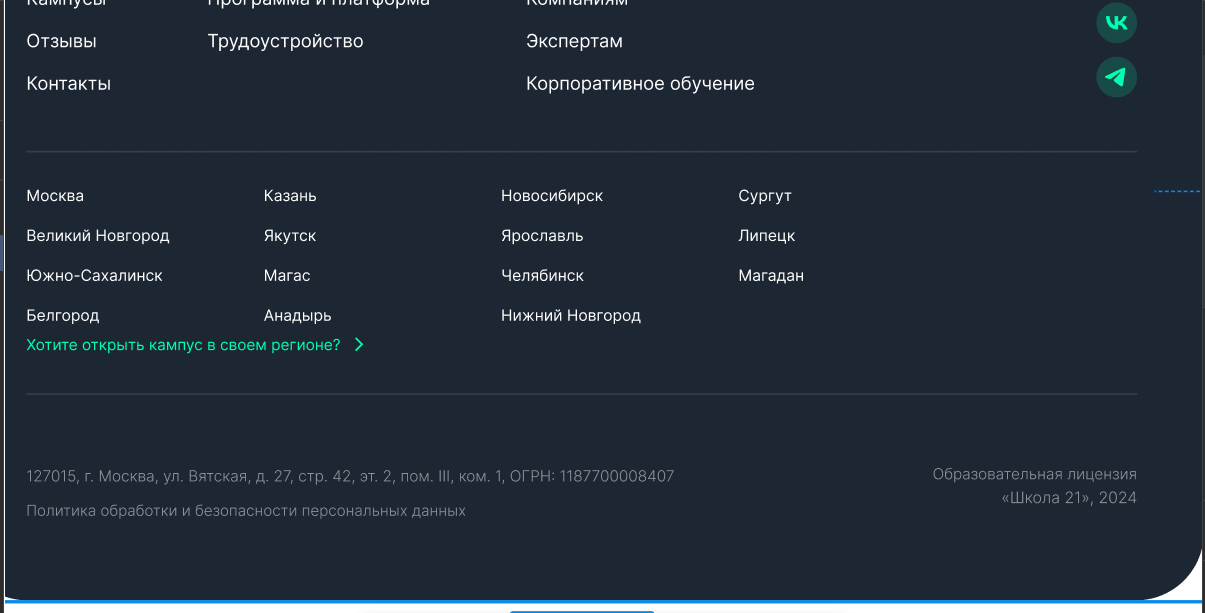 Кампусы
Программа и платформа
Компаниям
Отзывы
Трудоустройство
Экспертам
Контакты
Корпоративное обучение
Москва
Казань
Новосибирск
Сургут
Великий Новгород
Якутск
Ярославль
Липецк
Южно-Сахалинск
Магас
Челябинск
Магадан
Белгород
Анадырь
Нижний Новгород
Хотите открыть кампус в своем регионе?
127015, г. Москва, ул. Вятская, д. 27, стр. 42, эт. 2, пом. III, ком. 1, ОГРН: 1187700008407
Образовательная лицензия
«Школа 21», 2024
Политика обработки и безопасности персональных данных